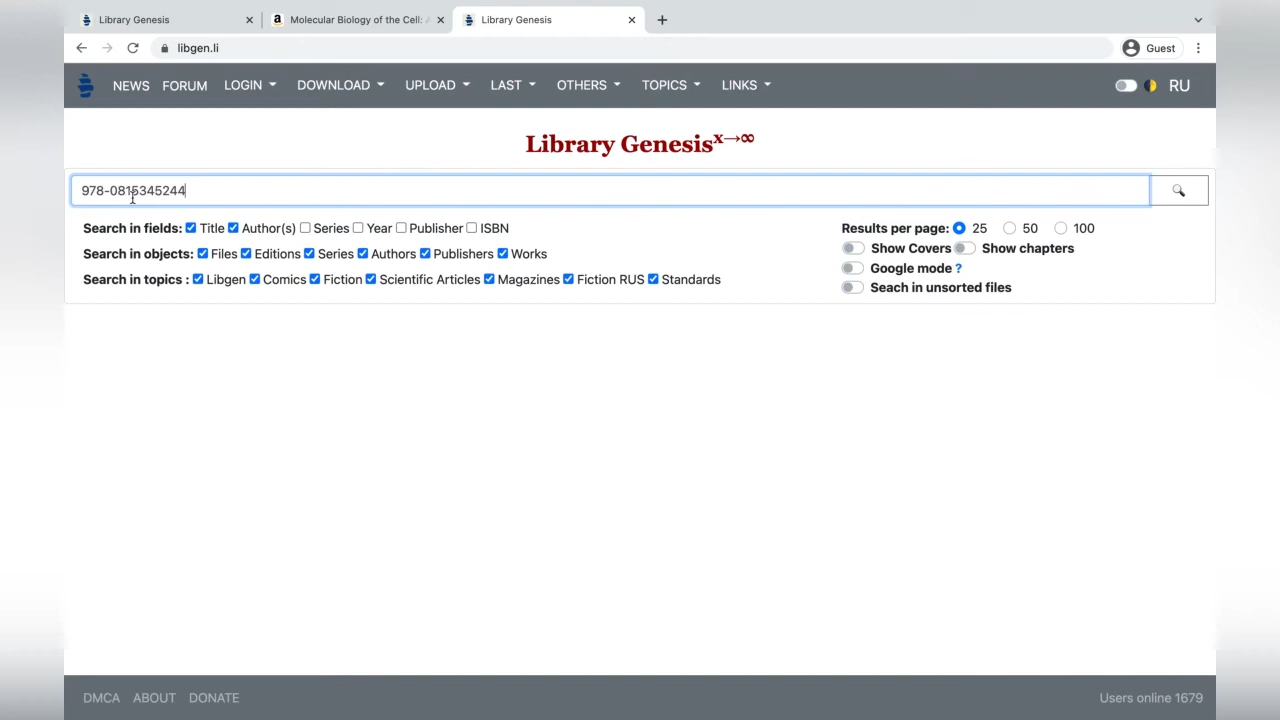 Library Genesis
Molecular Biology of the Cell:
Library Genesis
libgen.li
Guest
NEWS FORUM LOGIN DOWNLOAD UPLOAD LAST OTHERS TOPICS LINKS RU
Library Genesisx→∞
978-0815345244
Search in fields: Title Author(s) Series Year Publisher ISBN
Search in objects: Files Editions Series Authors Publishers Works
Search in topics : Libgen Comics Fiction Scientific Articles Magazines Fiction RUS Standards
Results per page: 25 50 100
Show Covers Show chapters
Google mode ?
Seach in unsorted files
DMCA ABOUT DONATE
Users online 1679